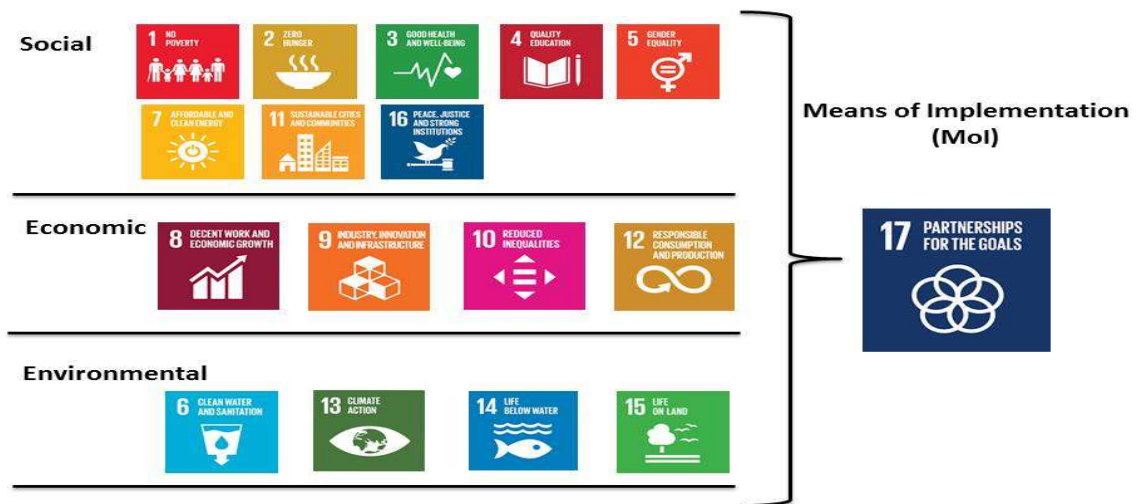 Social
1 NO
POVERTY
2 ZERO
HUNGER
3 GOOD HEALTH
AND WELL-BEING
4 QUALITY
EDUCATION
5 GENDER
EQUALITY
7 AFFORDABLE AND
CLEAN ENERGY
11 SUSTAINABLE CITIES
AND COMMUNITIES
16 PEACE, JUSTICE
AND STRONG
INSTITUTIONS
Economic
8 DECENT WORK AND
ECONOMIC GROWTH
9 INDUSTRY, INNOVATION
AND INFRASTRUCTURE
10 REDUCED
INEQUALITIES
12 RESPONSIBLE
CONSUMPTION
AND PRODUCTION
Environmental
6 CLEAN WATER
AND SANITATION
13 CLIMATE
ACTION
14 LIFE
BELOW WATER
15 LIFE
ON LAND
Means of Implementation
(MoI)
17 PARTNERSHIPS
FOR THE GOALS